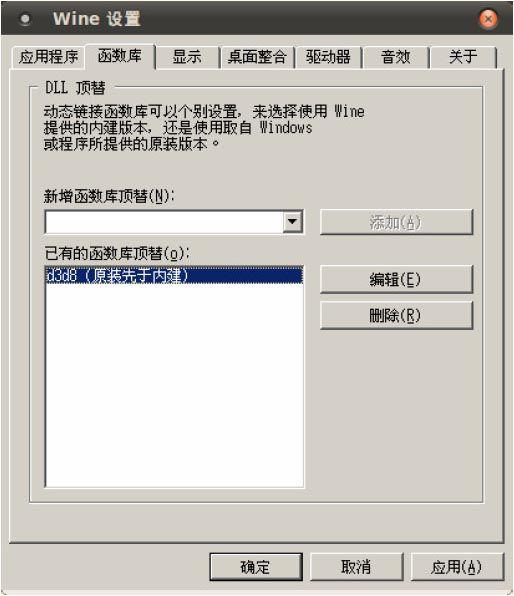 Wine 设置
应用程序 函数库 显示 桌面整合 驱动器 音效 关于
DLL 顶替
动态链接函数库可以个别设置，来选择使用 Wine
提供的内建版本，还是使用取自 Windows
或程序所提供的原装版本。
新增函数库顶替(N):
添加(A)
已有的函数库顶替(o):
d3d8 (原装先于内建)
编辑(E)
删除(R)
确定 取消 应用(A)